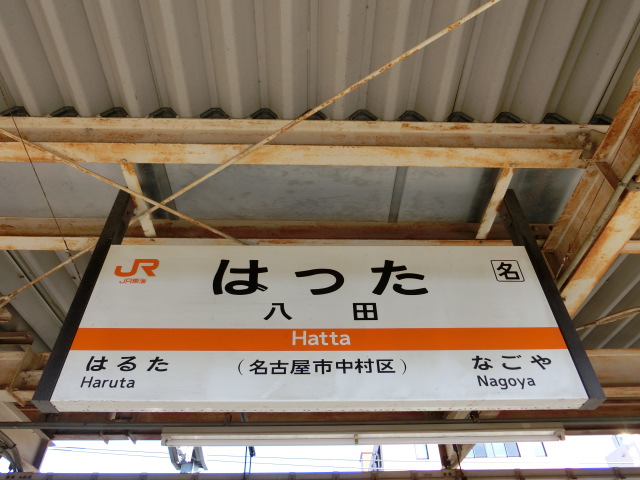 JR
JR東海
はった
名
八田
Hatta
はるた
Haruta
(名古屋市中村区)
なごや
Nagoya